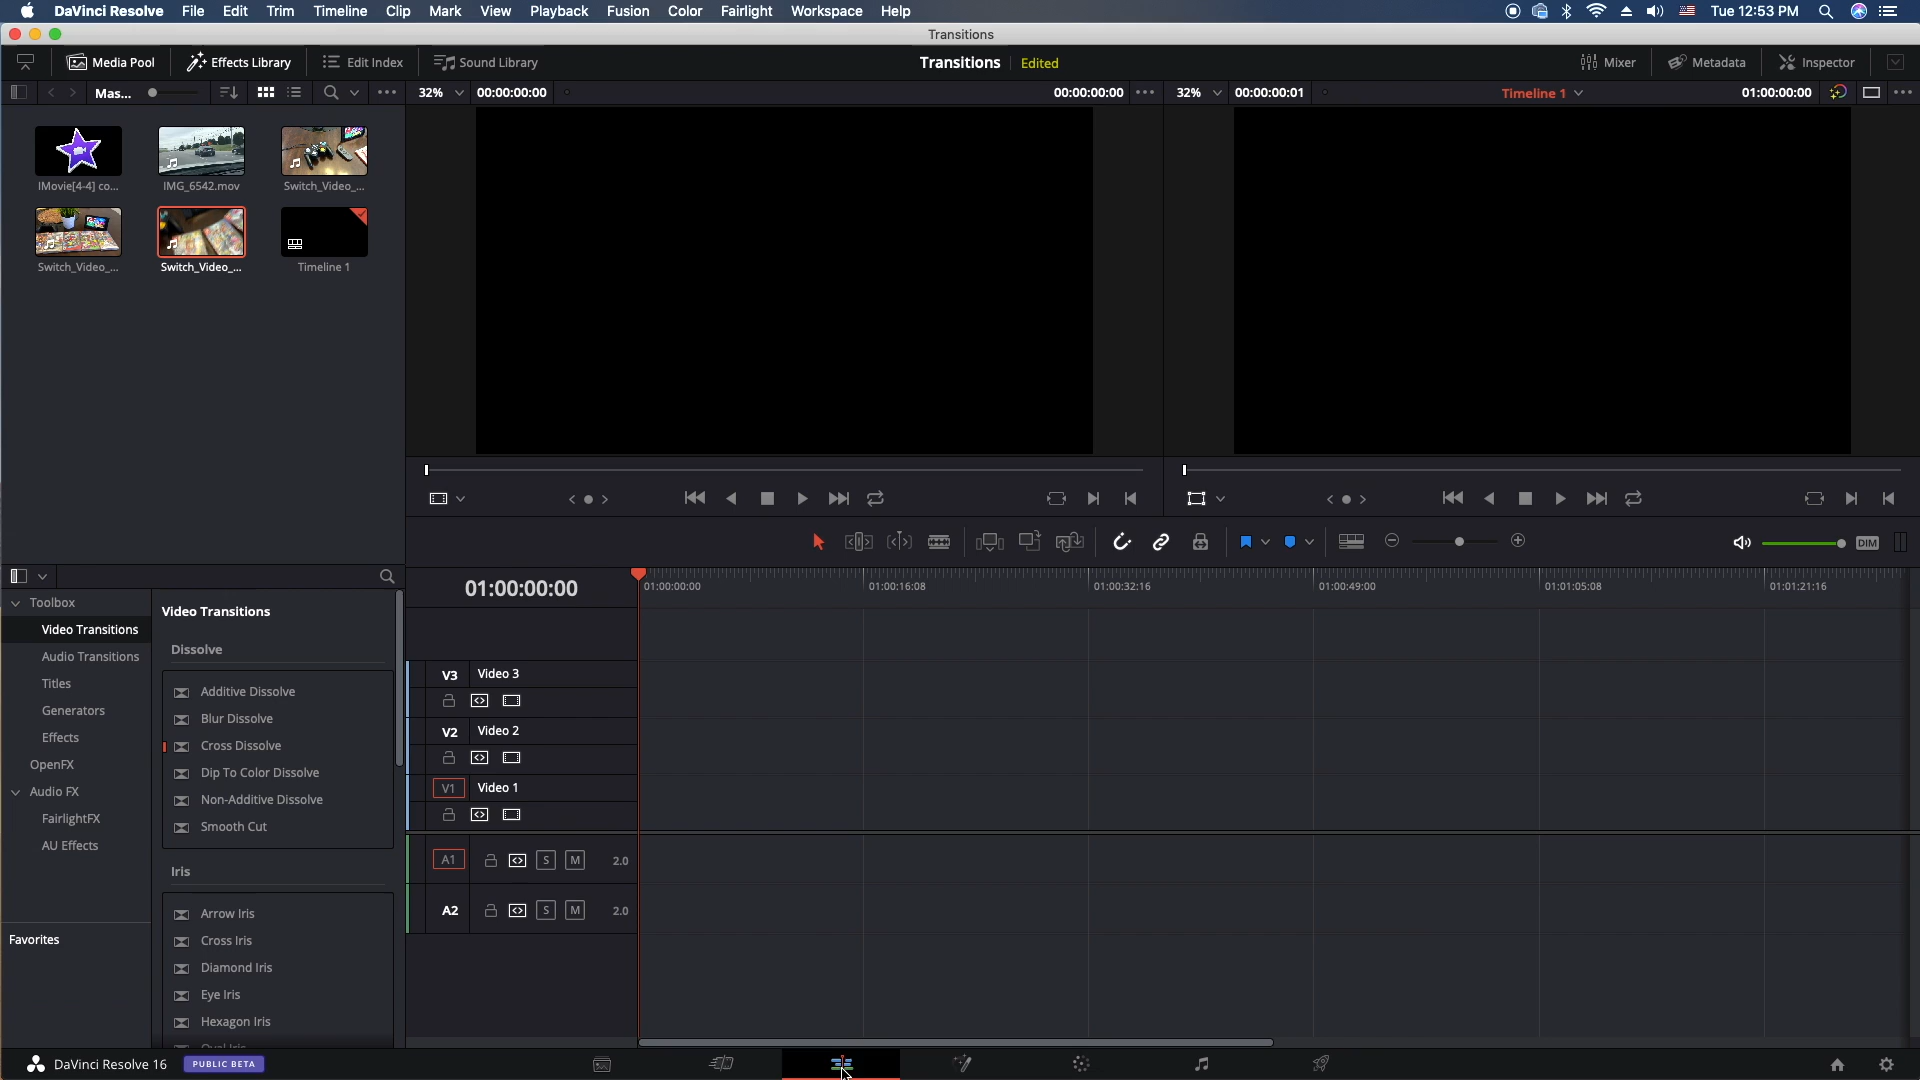 DaVinci Resolve File Edit Trim Timeline Clip Mark View Playback Fusion Color Fairlight Workspace Help Tue 12:53 PM
Transitions
Media Pool Effects Library Edit Index Sound Library Transitions Edited Mixer Metadata Inspector
Mas... 32% 00:00:00:00 00:00:00:00 32% 00:00:00:01 Timeline 1 01:00:00:00
IMovie[4-4] co... IMG_6542.mov Switch_Video_...
Switch_Video_... Switch_Video_... Timeline 1
DIM
01:00:00:00
01:00:00:00 01:00:16:08 01:00:32:16 01:00:49:00 01:01:05:08 01:01:21:16
Toolbox
Video Transitions
Audio Transitions
Titles
Generators
Effects
OpenFX
Audio FX
FairlightFX
AU Effects
Favorites
Video Transitions
Dissolve
Additive Dissolve
Blur Dissolve
Cross Dissolve
Dip To Color Dissolve
Non-Additive Dissolve
Smooth Cut
Iris
Arrow Iris
Cross Iris
Diamond Iris
Eye Iris
Hexagon Iris
Oval Iris
V3 Video 3
V2 Video 2
V1 Video 1
A1 S M 2.0
A2 S M 2.0
DaVinci Resolve 16 PUBLIC BETA